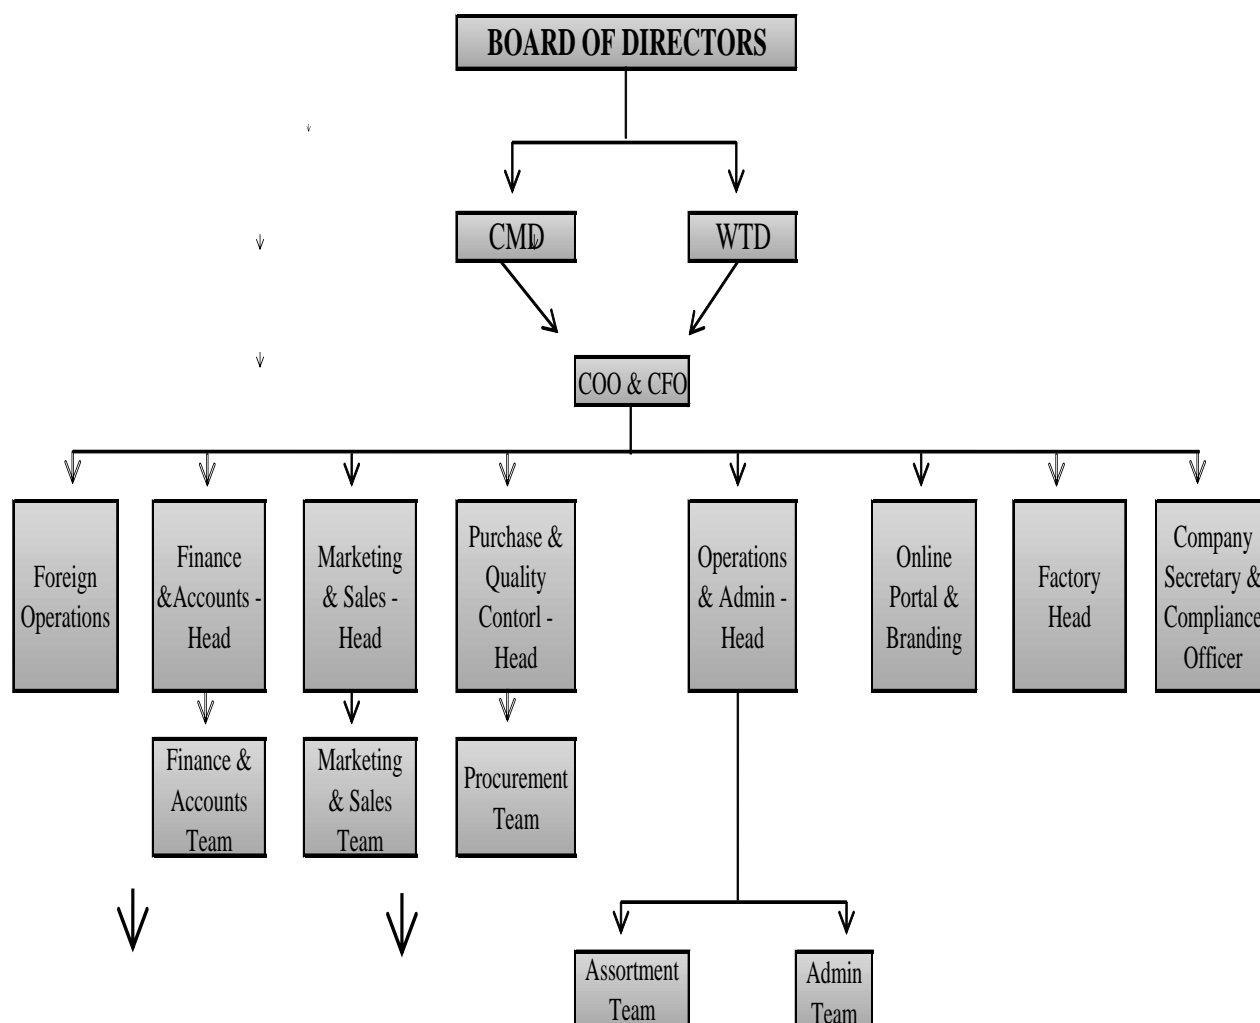 BOARD OF DIRECTORS
CMD
WTD
COO & CFO
Foreign
Operations
Finance
&Accounts -
Head
Marketing
& Sales -
Head
Purchase &
Quality
Contorl -
Head
Operations
& Admin -
Head
Online
Portal &
Branding
Factory
Head
Company
Secretary &
Compliance
Officer
Finance &
Accounts
Team
Marketing
& Sales
Team
Procurement
Team
Assortment
Team
Admin
Team